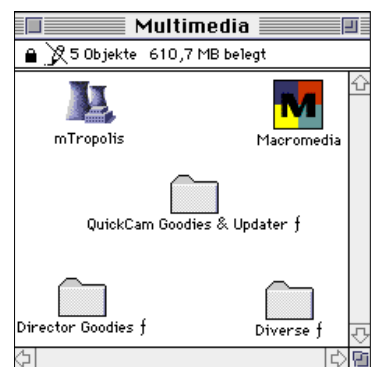 Multimedia
5 Objekte 610,7 MB belegt
mTropolis
M
Macromedia
QuickCam Goodies & Updater ƒ
Director Goodies ƒ
Diverse ƒ